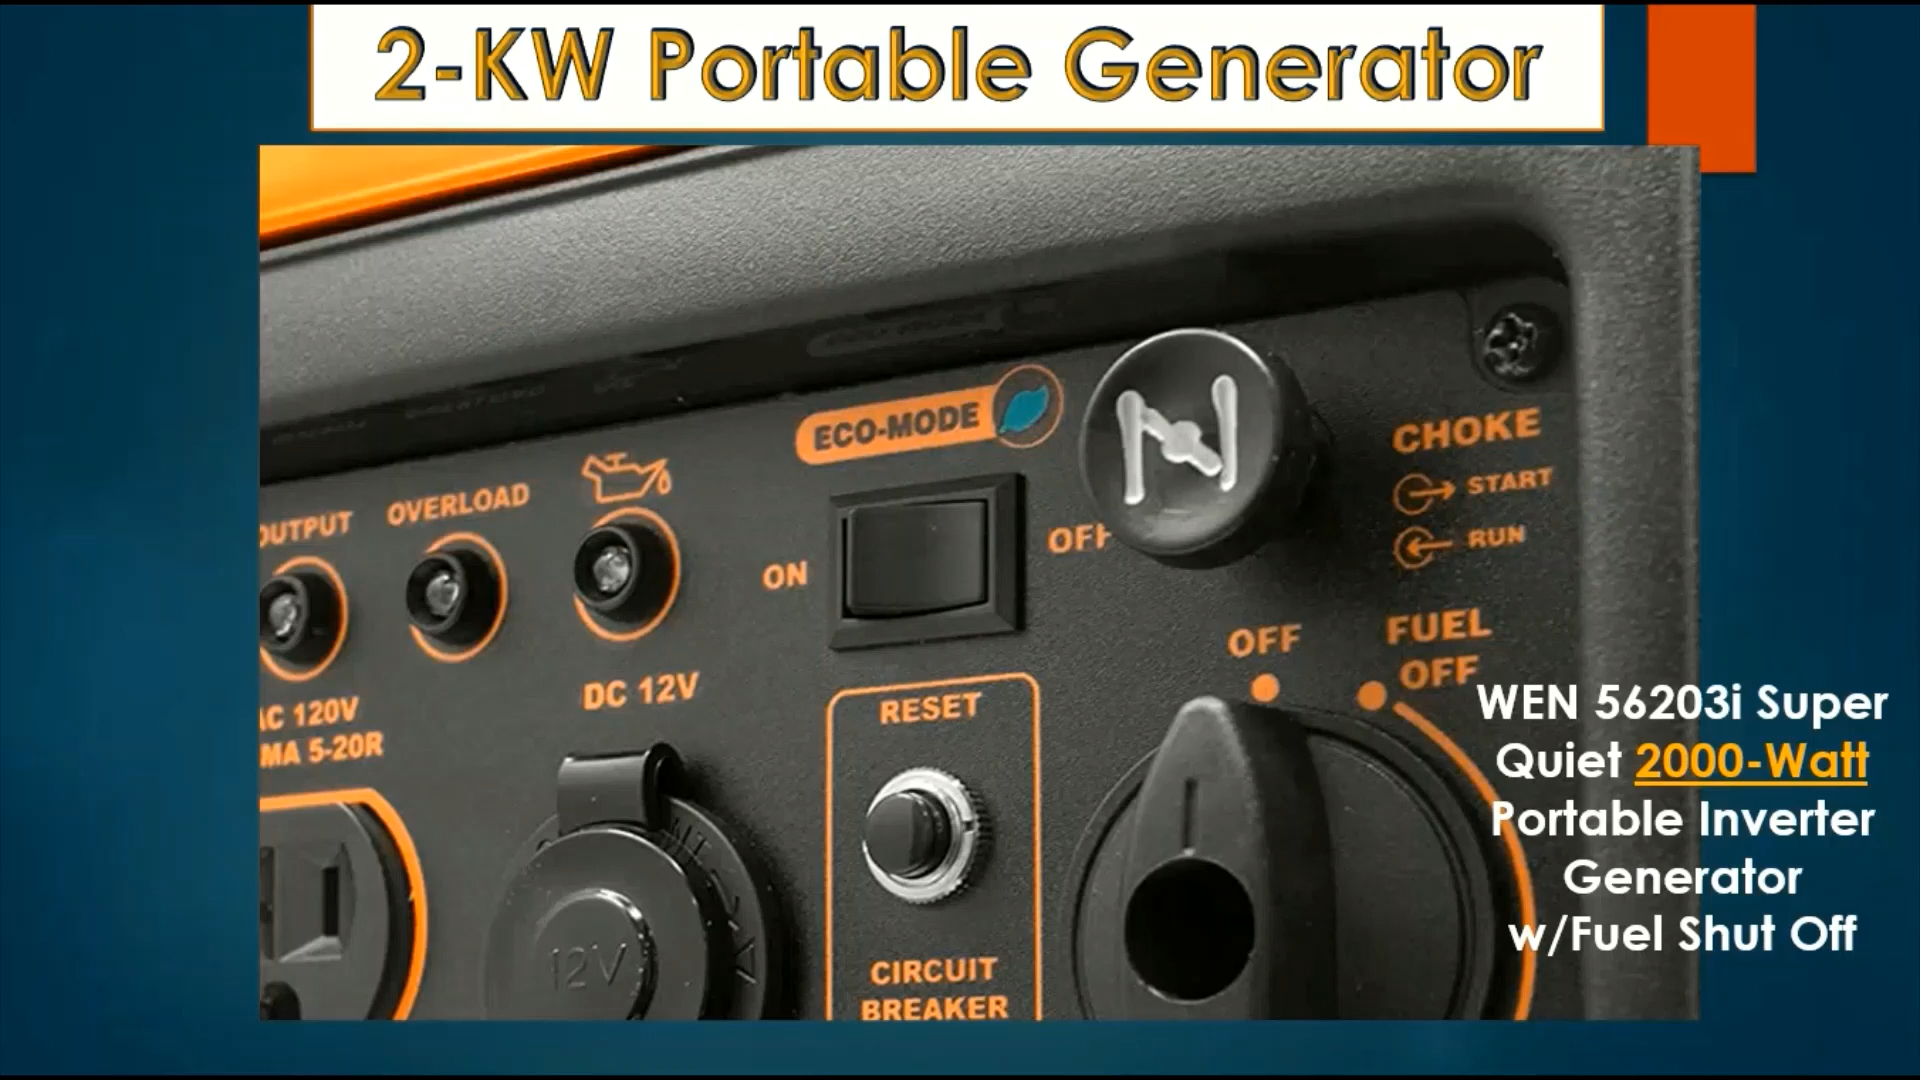 2-KW Portable Generator
ECO-MODE
CHOKE
START
RUN
OUTPUT
OVERLOAD
ON
OFF
OFF
FUEL
OFF
AC 120V
MA 5-20R
DC 12V
RESET
12V
CIRCUIT
BREAKER
WEN 56203i Super
Quiet 2000-Watt
Portable Inverter
Generator
w/Fuel Shut Off